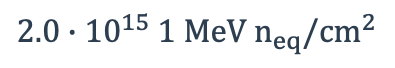 2.0 · 10¹⁵ 1 MeV n_eq/cm²